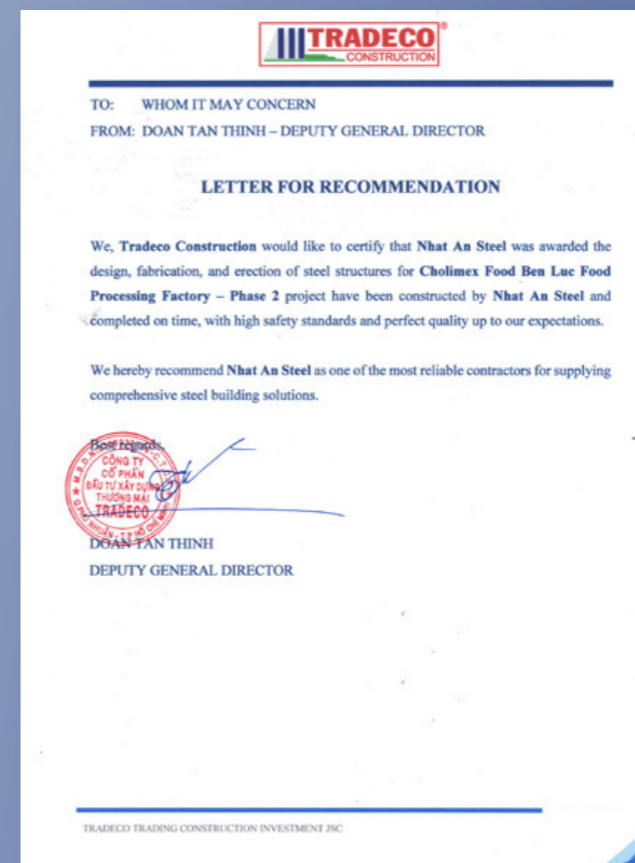 TRADECO®
CONSTRUCTION
TO: WHOM IT MAY CONCERN
FROM: DOAN TAN THINH – DEPUTY GENERAL DIRECTOR
LETTER FOR RECOMMENDATION
We, Tradeco Construction would like to certify that Nhat An Steel was awarded the
design, fabrication, and erection of steel structures for Cholimex Food Ben Luc Food
Processing Factory – Phase 2 project have been constructed by Nhat An Steel and
completed on time, with high safety standards and perfect quality up to our expectations.
We hereby recommend Nhat An Steel as one of the most reliable contractors for supplying
comprehensive steel building solutions.
Best regards,
CÔNG TY
CỔ PHẦN
ĐẦU TƯ XÂY DỰNG
THƯƠNG MẠI
TRADECO
DOAN TAN THINH
DEPUTY GENERAL DIRECTOR
TRADECO TRADING CONSTRUCTION INVESTMENT JSC